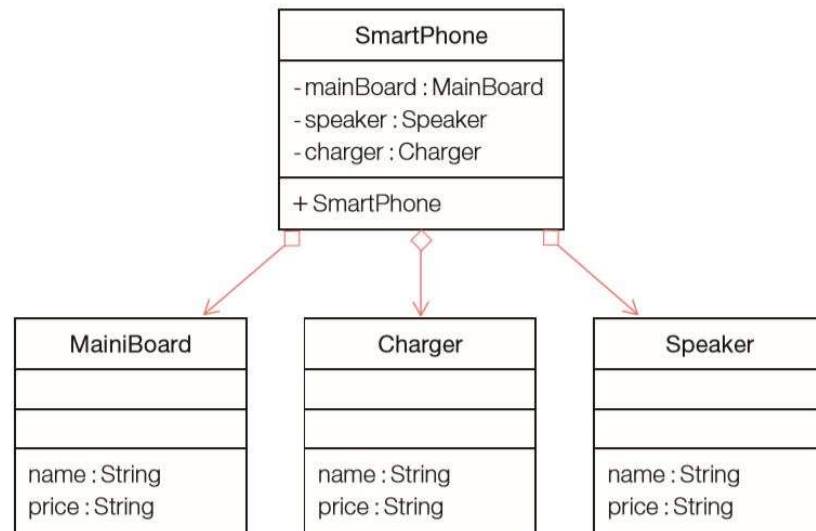 SmartPhone
- mainBoard : MainBoard
- speaker : Speaker
- charger : Charger
+ SmartPhone
MainiBoard
name : String
price : String
Charger
name : String
price : String
Speaker
name : String
price : String